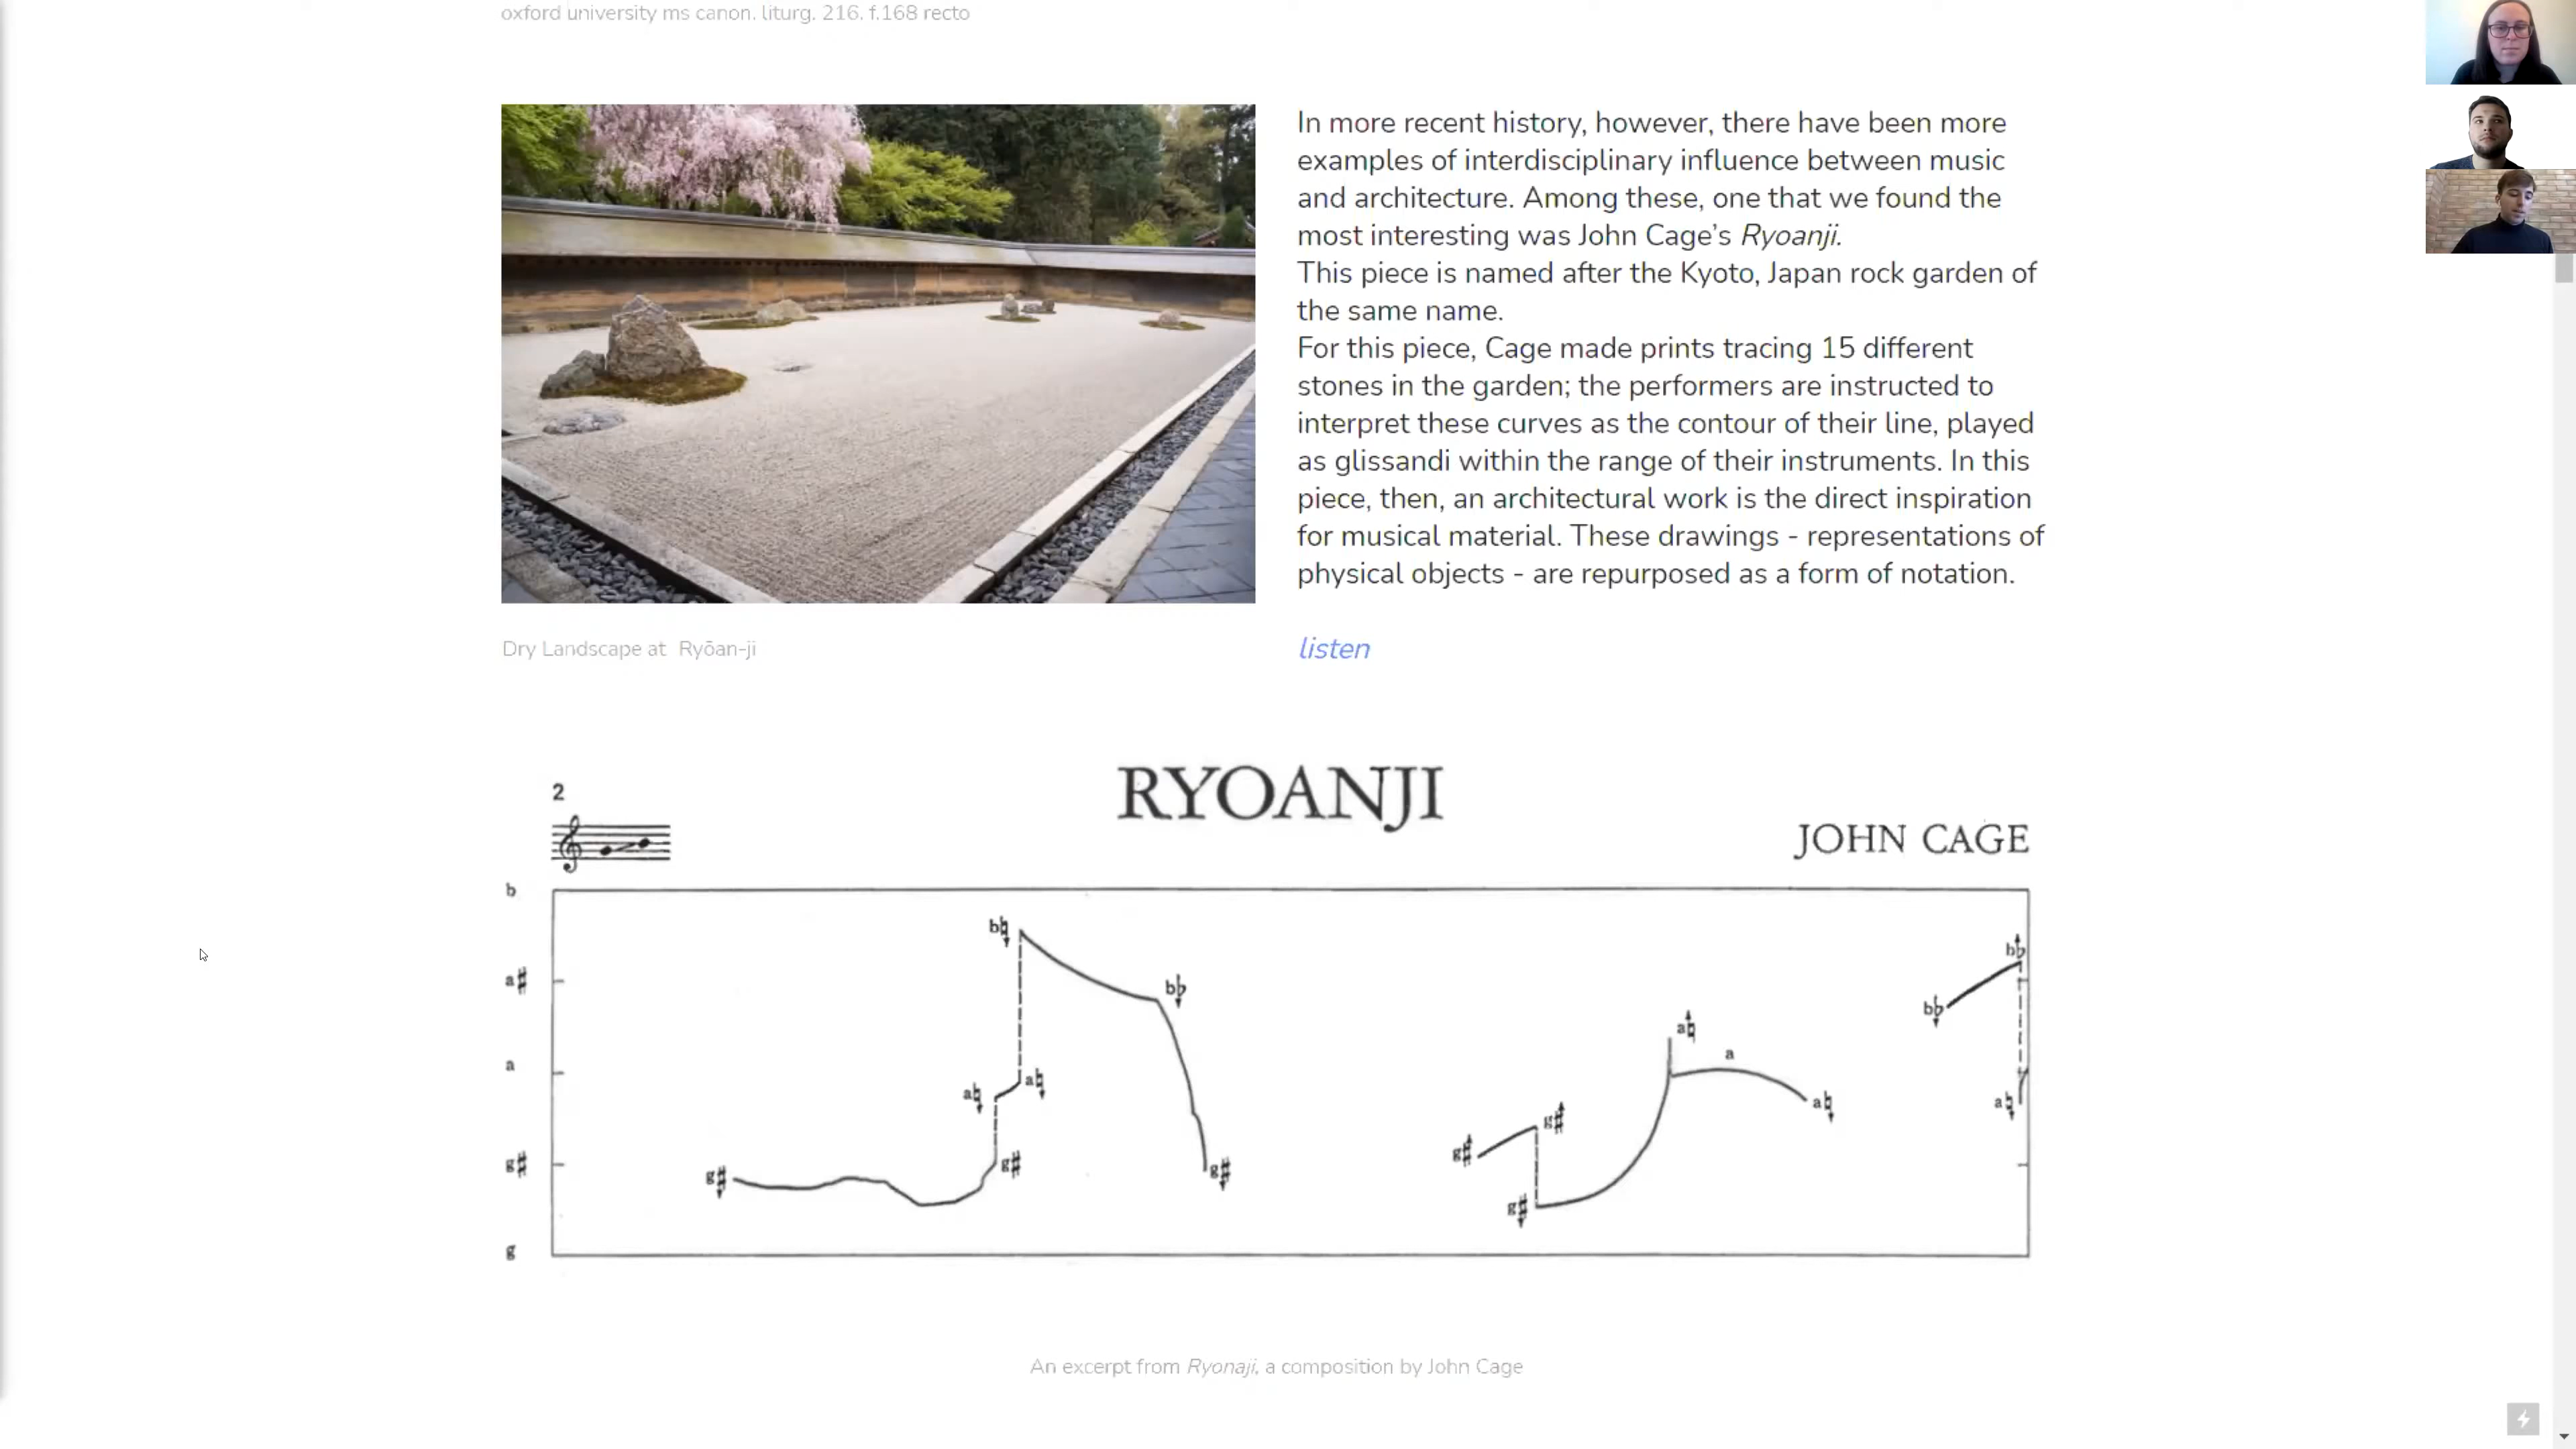 oxford university ms canon. liturg. 216. f.168 recto
In more recent history, however, there have been more
examples of interdisciplinary influence between music
and architecture. Among these, one that we found the
most interesting was John Cage's Ryoanji.
This piece is named after the Kyoto, Japan rock garden of
the same name.
For this piece, Cage made prints tracing 15 different
stones in the garden; the performers are instructed to
interpret these curves as the contour of their line, played
as glissandi within the range of their instruments. In this
piece, then, an architectural work is the direct inspiration
for musical material. These drawings - representations of
physical objects - are repurposed as a form of notation.
Dry Landscape at Ryōan-ji
listen
RYOANJI
2
JOHN CAGE
b
b♮
b♭
b♭
a♯
b♭
a♮
a
a
a♮
a♮
a♮
a♮
g♯
g♯
g♯
g♯
g♯
g♯
g♯
g
An excerpt from Ryonaji, a composition by John Cage